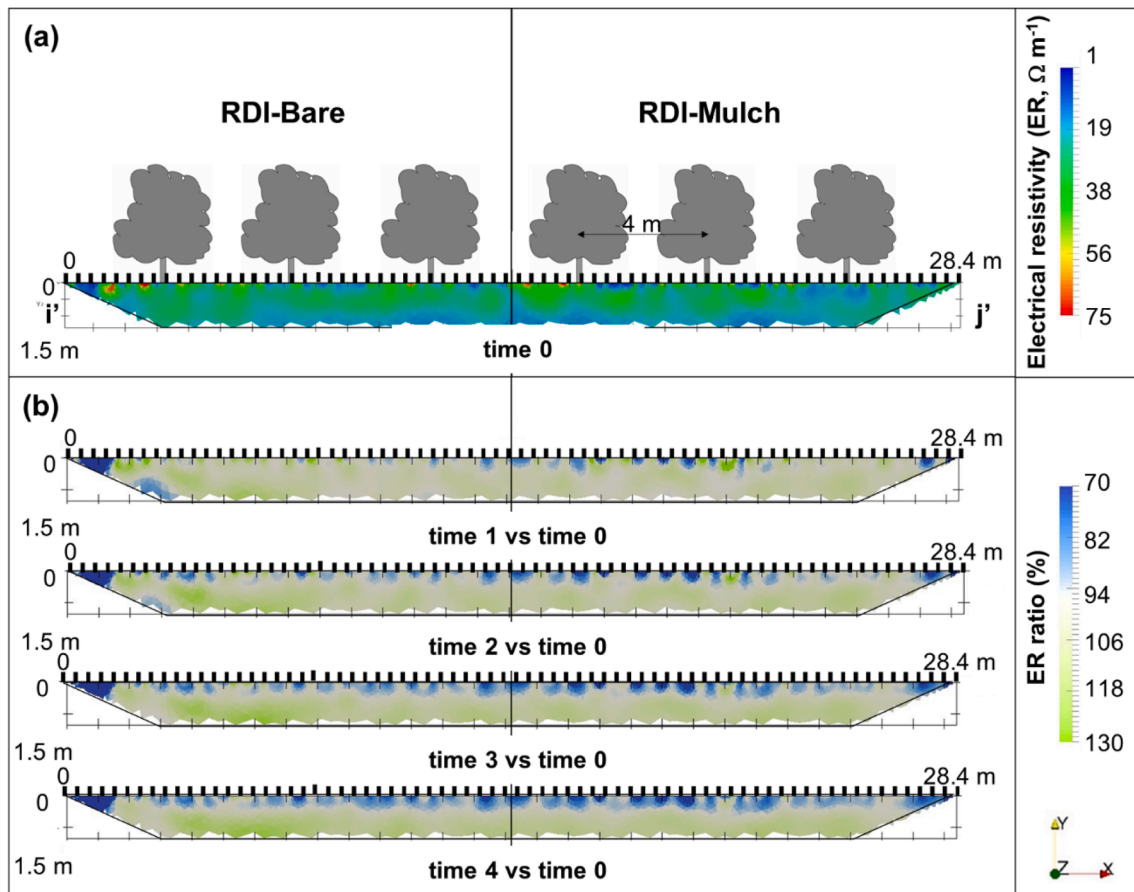 (a)
RDI-Bare
RDI-Mulch
4 m
0
28.4 m
0
i’
j’
1.5 m
time 0
Electrical resistivity (ER, Ω m⁻¹)
1
19
38
56
75
(b)
0
28.4 m
0
1.5 m
time 1 vs time 0
0
28.4 m
0
1.5 m
time 2 vs time 0
0
28.4 m
0
1.5 m
time 3 vs time 0
0
28.4 m
0
1.5 m
time 4 vs time 0
ER ratio (%)
70
82
94
106
118
130
Y
Z
X